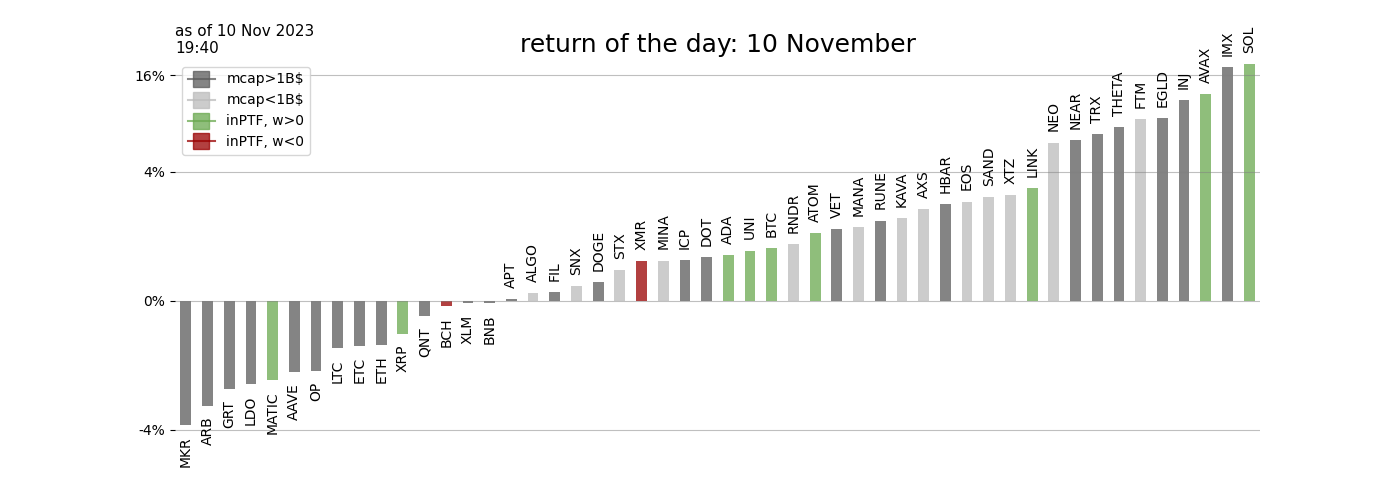 as of 10 Nov 2023
19:40
return of the day: 10 November
mcap>1B$
mcap<1B$
inPTF, w>0
inPTF, w<0
16%
4%
0%
-4%
MKR
ARB
GRT
LDO
MATIC
AAVE
OP
LTC
ETC
ETH
XRP
QNT
BCH
XLM
BNB
APT
ALGO
FIL
SNX
DOGE
STX
XMR
MINA
ICP
DOT
ADA
UNI
BTC
RNDR
ATOM
VET
MANA
RUNE
KAVA
AXS
HBAR
EOS
SAND
XTZ
LINK
NEO
NEAR
TRX
THETA
FTM
EGLD
INJ
AVAX
IMX
SOL